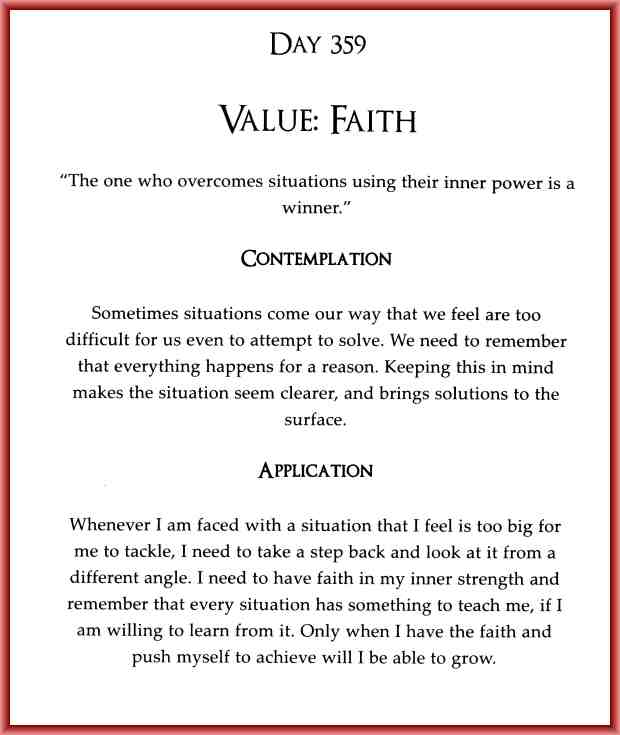 DAY 359
VALUE: FAITH
“The one who overcomes situations using their inner power is a
winner.”
CONTEMPLATION
Sometimes situations come our way that we feel are too
difficult for us even to attempt to solve. We need to remember
that everything happens for a reason. Keeping this in mind
makes the situation seem clearer, and brings solutions to the
surface.
APPLICATION
Whenever I am faced with a situation that I feel is too big for
me to tackle, I need to take a step back and look at it from a
different angle. I need to have faith in my inner strength and
remember that every situation has something to teach me, if I
am willing to learn from it. Only when I have the faith and
push myself to achieve will I be able to grow.